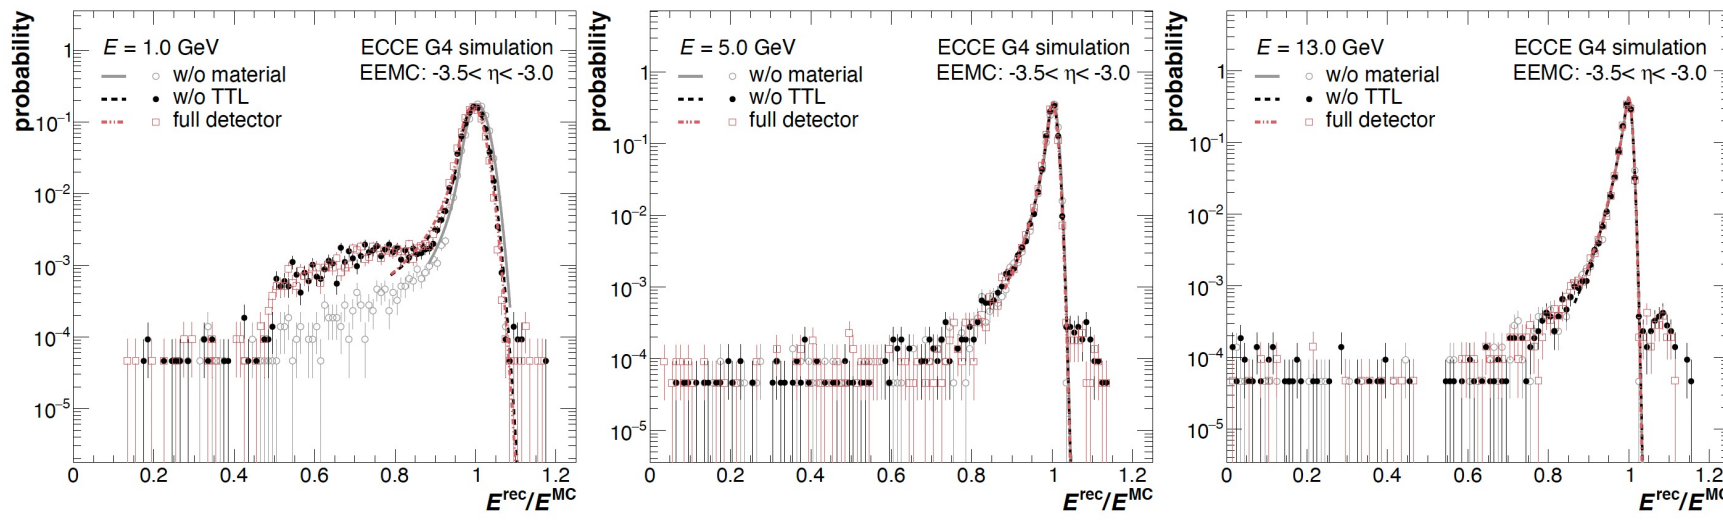 probability
E = 1.0 GeV
w/o material
w/o TTL
full detector
ECCE G4 simulation
EEMC: -3.5< η< -3.0
1
10⁻¹
10⁻²
10⁻³
10⁻⁴
10⁻⁵
0 0.2 0.4 0.6 0.8 1 1.2
E^rec/E^MC
probability
E = 5.0 GeV
w/o material
w/o TTL
full detector
ECCE G4 simulation
EEMC: -3.5< η< -3.0
1
10⁻¹
10⁻²
10⁻³
10⁻⁴
10⁻⁵
0 0.2 0.4 0.6 0.8 1 1.2
E^rec/E^MC
probability
E = 13.0 GeV
w/o material
w/o TTL
full detector
ECCE G4 simulation
EEMC: -3.5< η< -3.0
1
10⁻¹
10⁻²
10⁻³
10⁻⁴
10⁻⁵
0 0.2 0.4 0.6 0.8 1 1.2
E^rec/E^MC